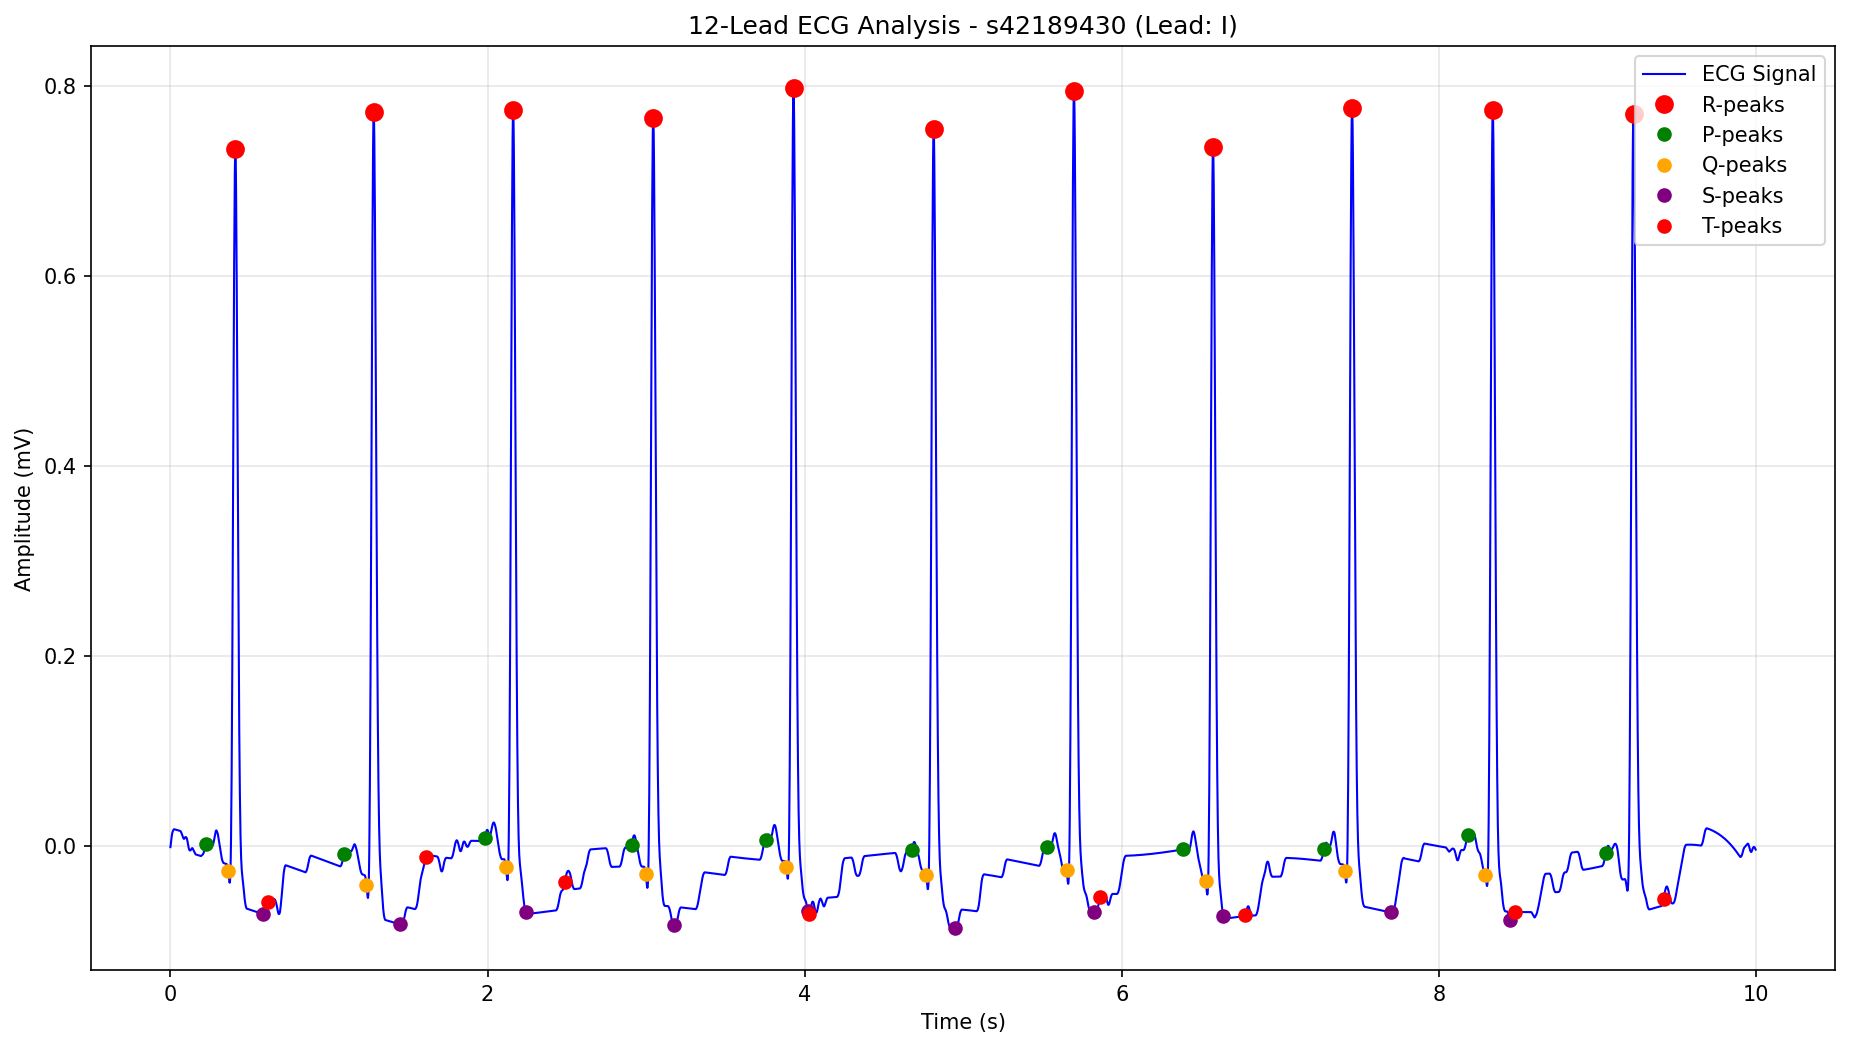 12-Lead ECG Analysis - s42189430 (Lead: I)
ECG Signal
R-peaks
P-peaks
Q-peaks
S-peaks
T-peaks
Amplitude (mV)
0.8
0.6
0.4
0.2
0.0
0 2 4 6 8 10
Time (s)